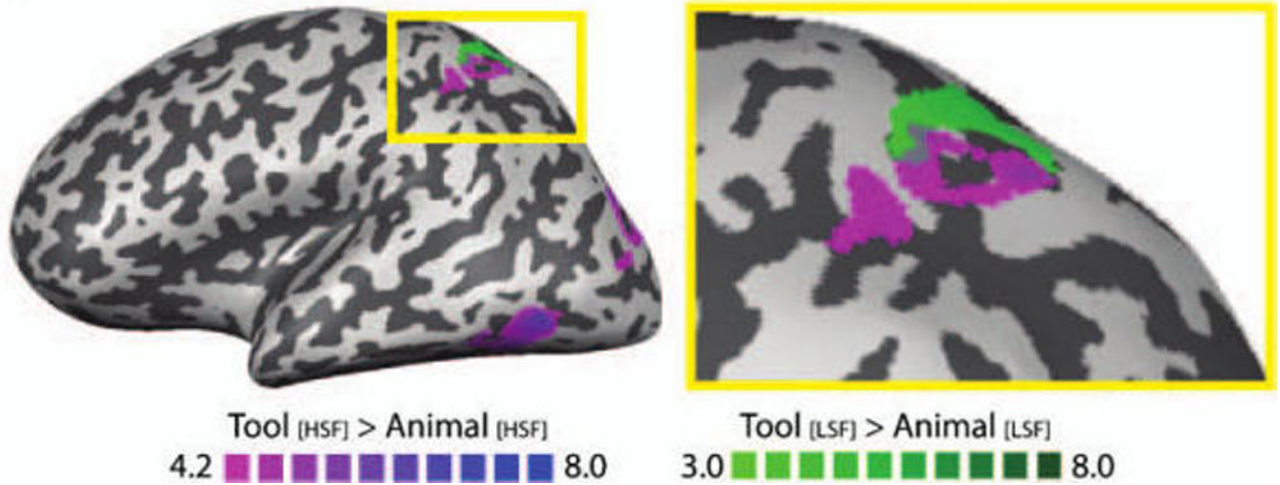 Tool [HSF] > Animal [HSF]
4.2 8.0
Tool [LSF] > Animal [LSF]
3.0 8.0